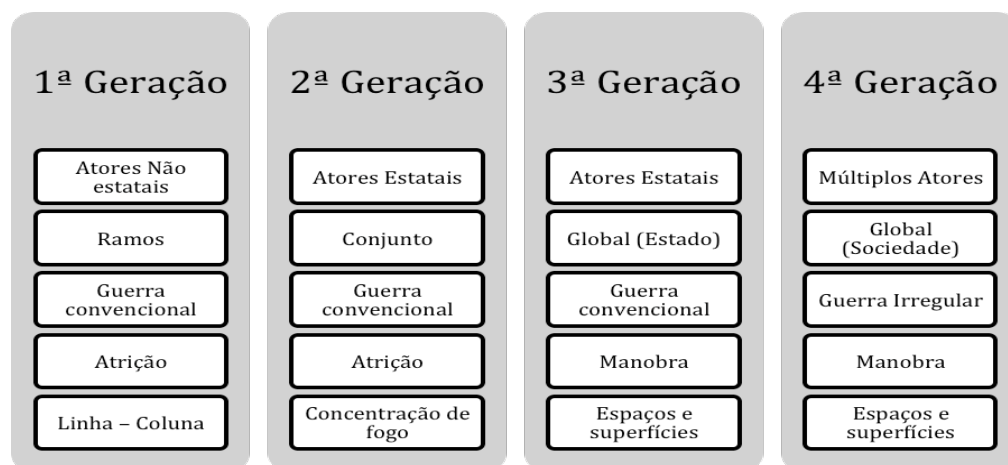 1ª Geração
Atores Não
estatais
Ramos
Guerra
convencional
Atrição
Linha – Coluna
2ª Geração
Atores Estatais
Conjunto
Guerra
convencional
Atrição
Concentração de
fogo
3ª Geração
Atores Estatais
Global (Estado)
Guerra
convencional
Manobra
Espaços e
superfícies
4ª Geração
Múltiplos Atores
Global
(Sociedade)
Guerra Irregular
Manobra
Espaços e
superfícies